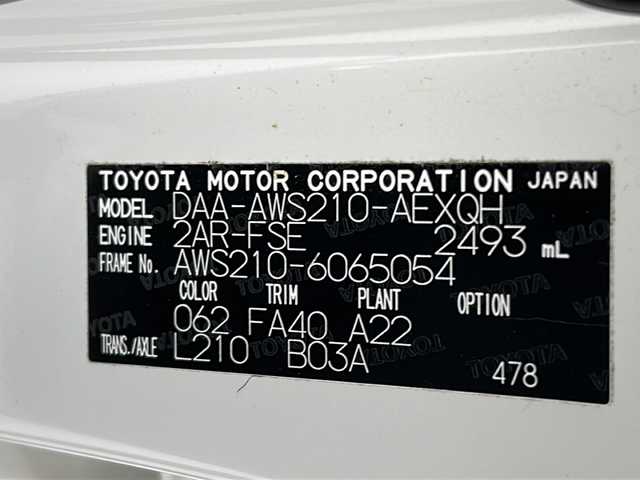 TOYOTA MOTOR CORPORATION JAPAN
MODEL DAA-AWS210-AEXQH
ENGINE 2AR-FSE 2493 mL
FRAME No. AWS210-6065054
COLOR TRIM PLANT OPTION
062 FA40 A22
TRANS./AXLE L210 B03A
478